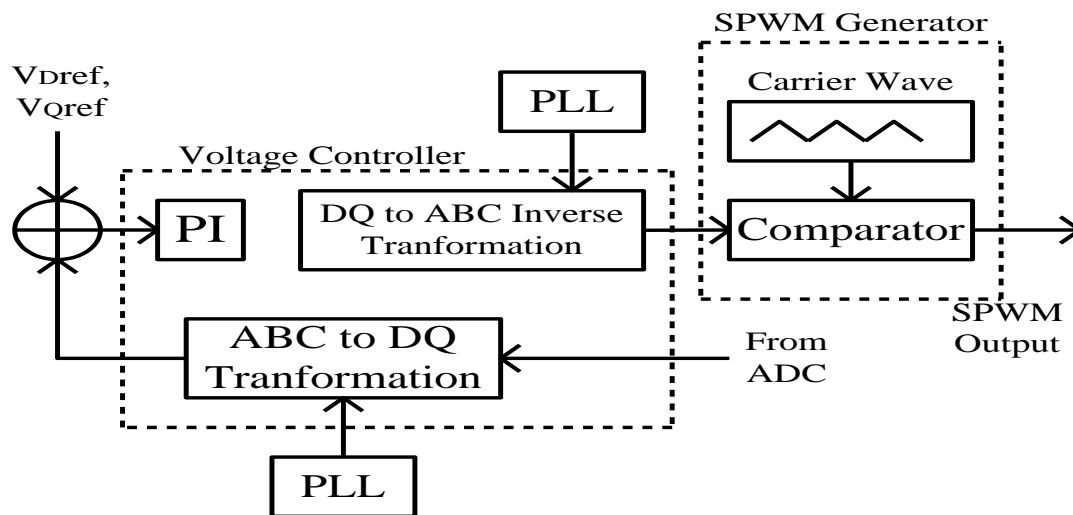 SPWM Generator
VDref,
VQref
PLL
Carrier Wave
Voltage Controller
PI
DQ to ABC Inverse
Tranformation
Comparator
SPWM
Output
ABC to DQ
Tranformation
From
ADC
PLL